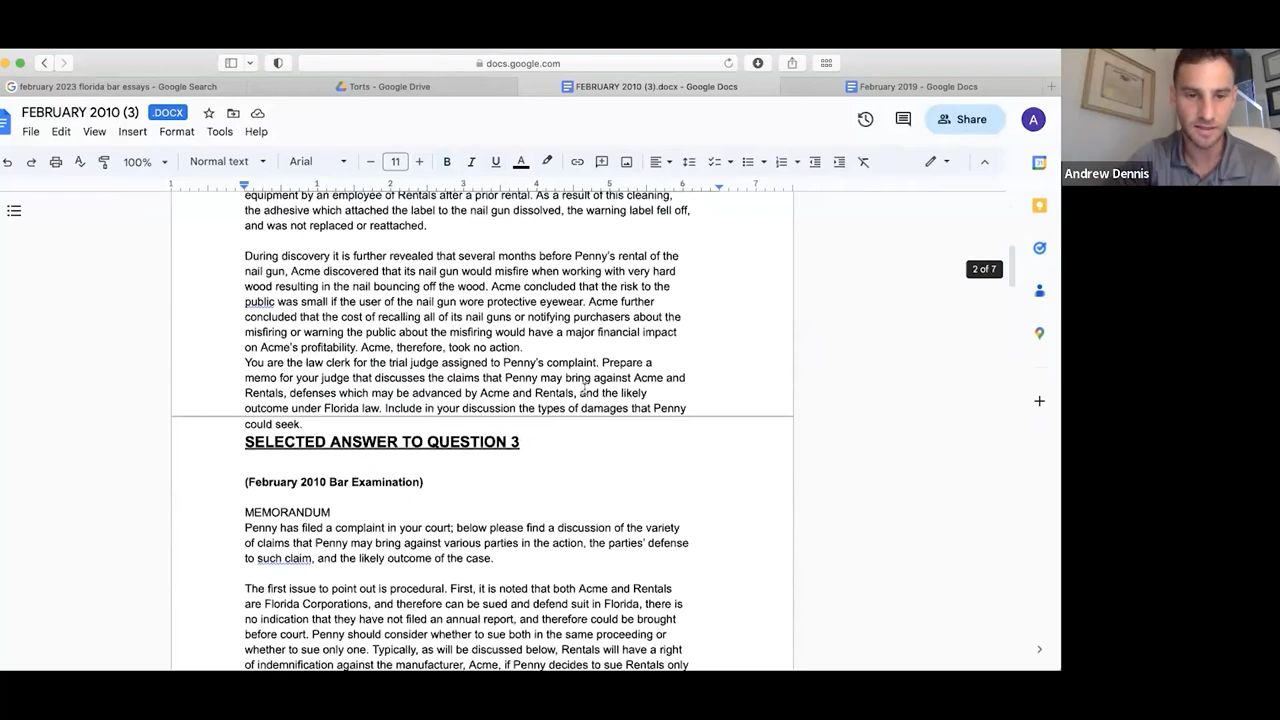 docs.google.com
february 2023 florida bar essays - Google Search
Torts - Google Drive
FEBRUARY 2010 (3).docx - Google Docs
February 2019 - Google Docs
FEBRUARY 2010 (3) .DOCX
File Edit View Insert Format Tools Help
Share
A
100% Normal text Arial 11 B I U A
1 1 2 3 4 5 6 7
Andrew Dennis
equipment by an employee of Rentals after a prior rental. As a result of this cleaning,
the adhesive which attached the label to the nail gun dissolved, the warning label fell off,
and was not replaced or reattached.
During discovery it is further revealed that several months before Penny's rental of the
nail gun, Acme discovered that its nail gun would misfire when working with very hard
wood resulting in the nail bouncing off the wood. Acme concluded that the risk to the
public was small if the user of the nail gun wore protective eyewear. Acme further
concluded that the cost of recalling all of its nail guns or notifying purchasers about the
misfiring or warning the public about the misfiring would have a major financial impact
on Acme's profitability. Acme, therefore, took no action.
You are the law clerk for the trial judge assigned to Penny's complaint. Prepare a
memo for your judge that discusses the claims that Penny may bring against Acme and
Rentals, defenses which may be advanced by Acme and Rentals, and the likely
outcome under Florida law. Include in your discussion the types of damages that Penny
could seek.
2 of 7
SELECTED ANSWER TO QUESTION 3
(February 2010 Bar Examination)
MEMORANDUM
Penny has filed a complaint in your court; below please find a discussion of the variety
of claims that Penny may bring against various parties in the action, the parties' defense
to such claim, and the likely outcome of the case.
The first issue to point out is procedural. First, it is noted that both Acme and Rentals
are Florida Corporations, and therefore can be sued and defend suit in Florida, there is
no indication that they have not filed an annual report, and therefore could be brought
before court. Penny should consider whether to sue both in the same proceeding or
whether to sue only one. Typically, as will be discussed below, Rentals will have a right
of indemnification against the manufacturer, Acme, if Penny decides to sue Rentals only